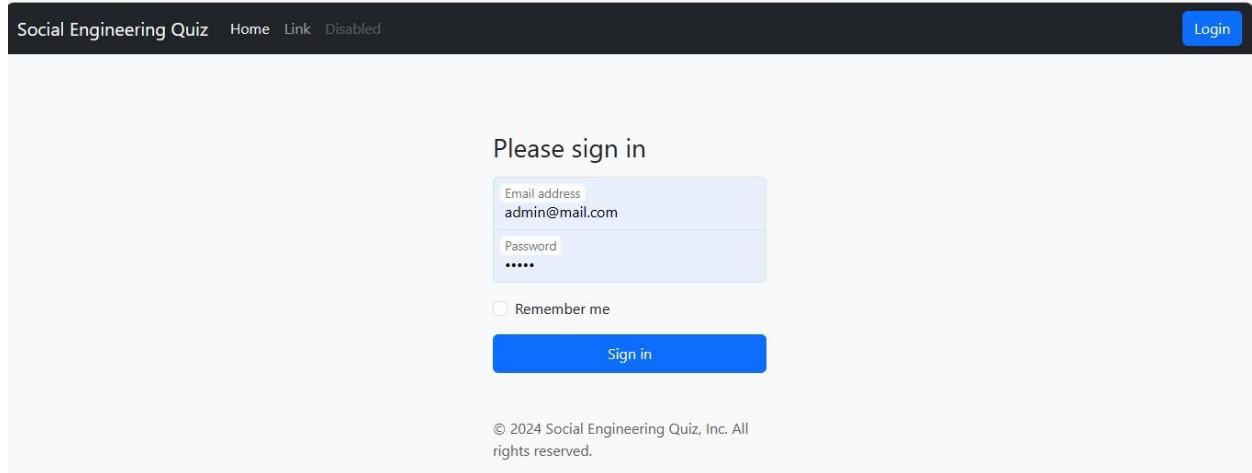 Social Engineering Quiz Home Link Disabled Login
Please sign in
Email address
admin@mail.com
Password
•••••
Remember me
Sign in
© 2024 Social Engineering Quiz, Inc. All
rights reserved.